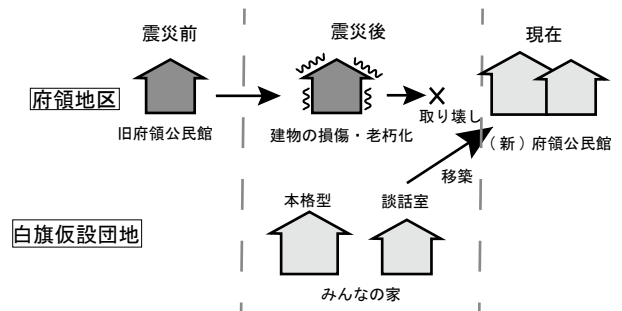 震災前
震災後
現在
府領地区
旧府領公民館
建物の損傷・老朽化
取り壊し
(新)府領公民館
移築
本格型
談話室
白旗仮設団地
みんなの家